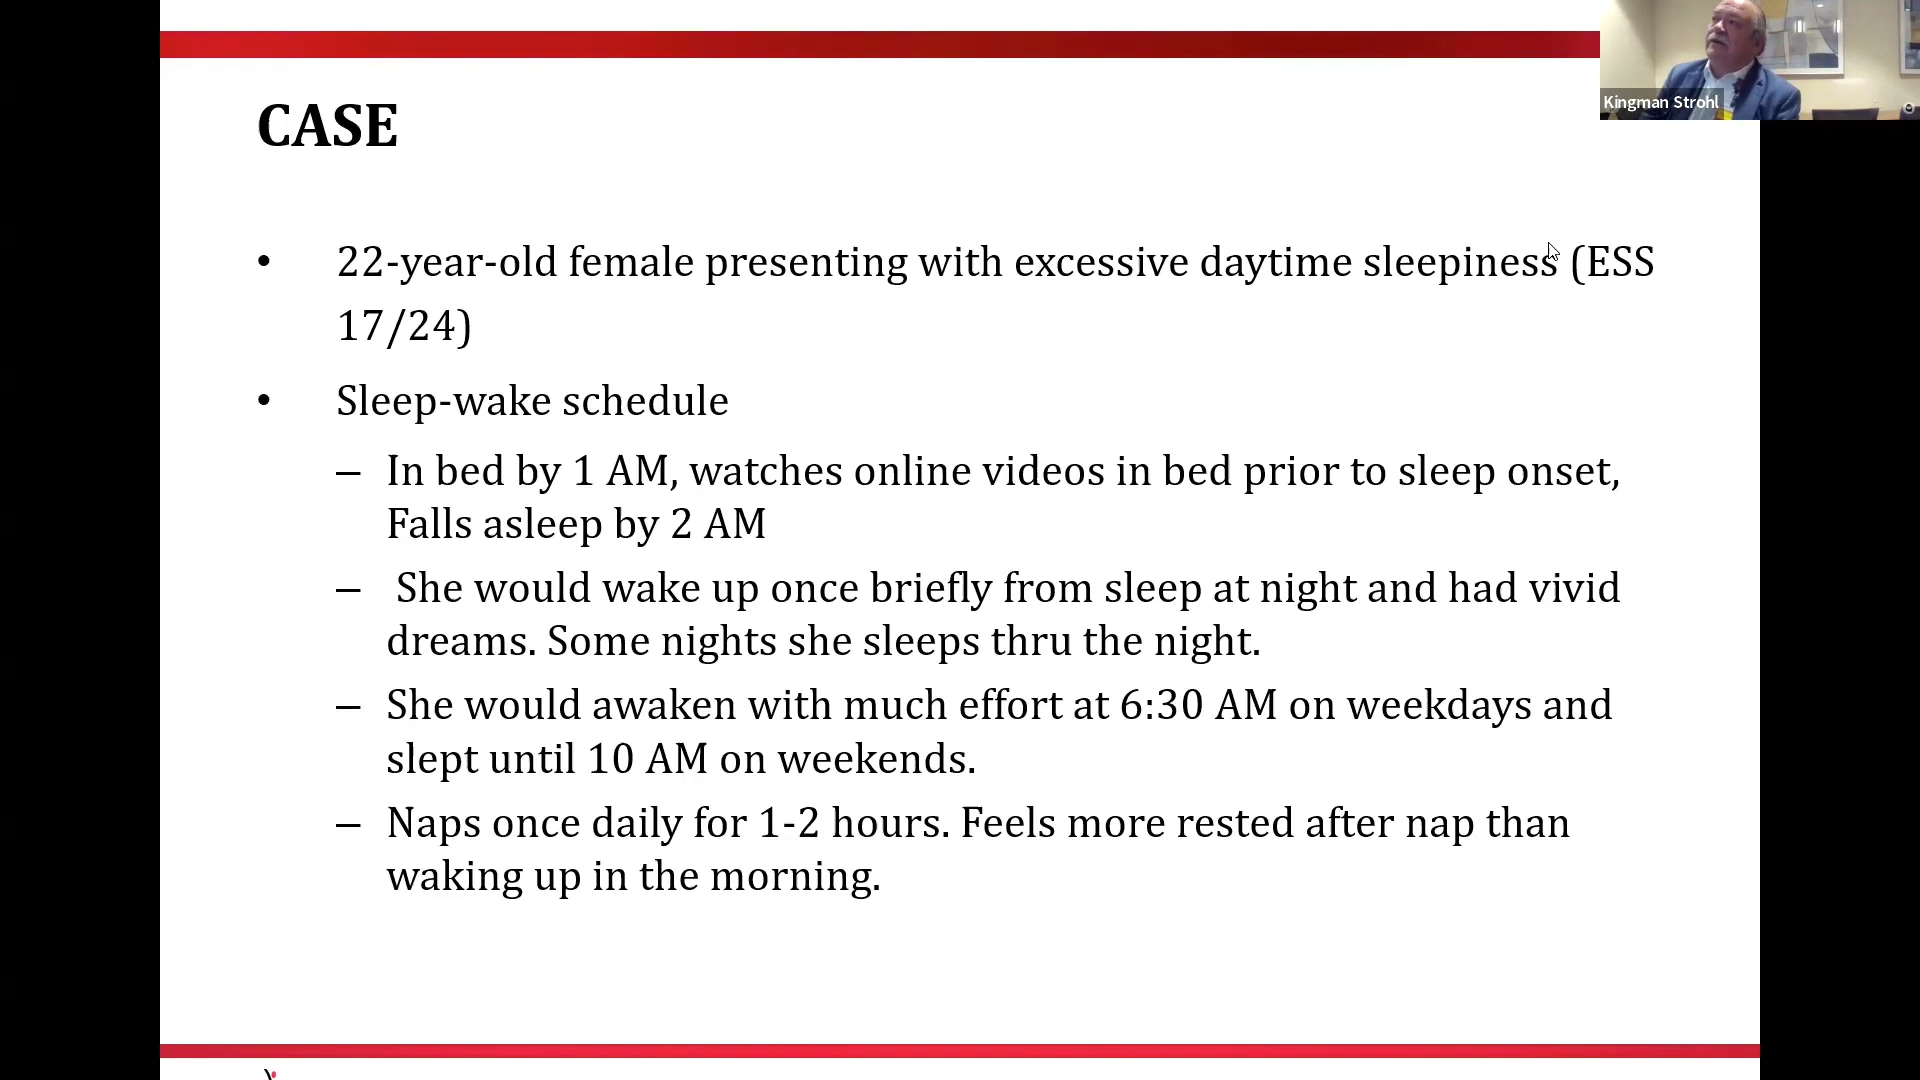 Kingman Strohl
CASE
• 22-year-old female presenting with excessive daytime sleepiness (ESS
17/24)
• Sleep-wake schedule
– In bed by 1 AM, watches online videos in bed prior to sleep onset,
Falls asleep by 2 AM
– She would wake up once briefly from sleep at night and had vivid
dreams. Some nights she sleeps thru the night.
– She would awaken with much effort at 6:30 AM on weekdays and
slept until 10 AM on weekends.
– Naps once daily for 1-2 hours. Feels more rested after nap than
waking up in the morning.